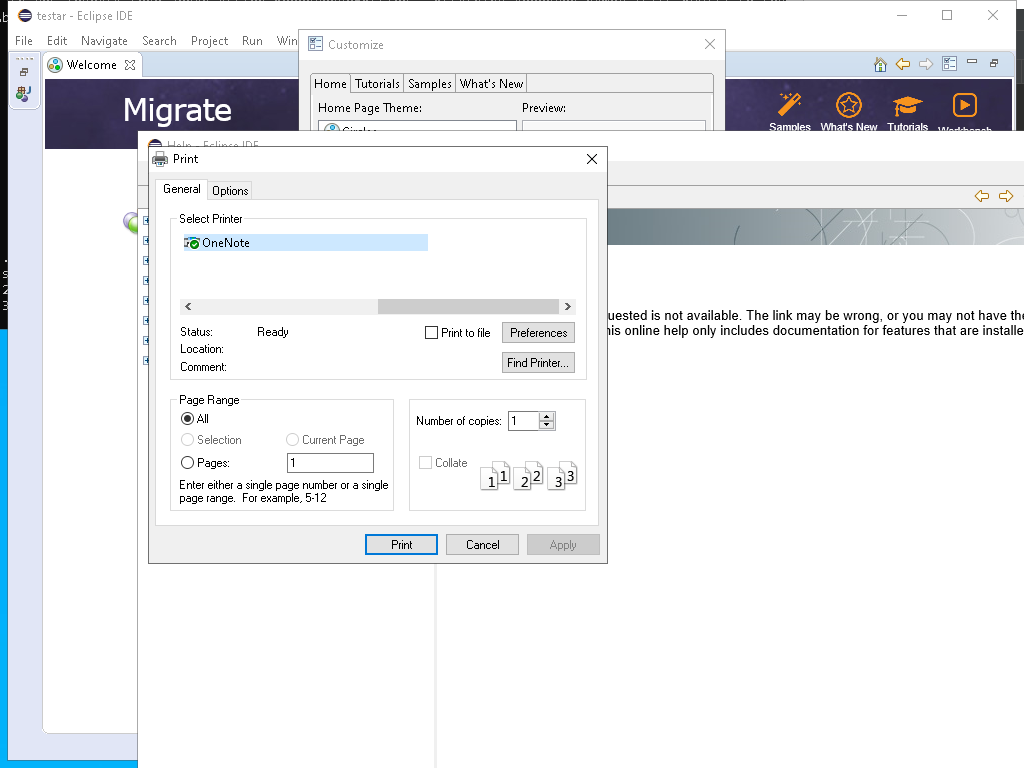 testar - Eclipse IDE
File Edit Navigate Search Project Run Win
Customize
Welcome
Home Tutorials Samples What's New
Home Page Theme: Preview:
Circles
Migrate
Samples What's New Tutorials Workbench
Help - Eclipse IDE
Print
General Options
Select Printer
OneNote
Status: Ready
Print to file Preferences
Location:
Comment:
Find Printer...
uested is not available. The link may be wrong, or you may not have the
his online help only includes documentation for features that are installe
Page Range
All
Selection Current Page
Pages: 1
Enter either a single page number or a single
page range. For example, 5-12
Number of copies: 1
Collate
1 1 2 2 3 3
Print Cancel Apply